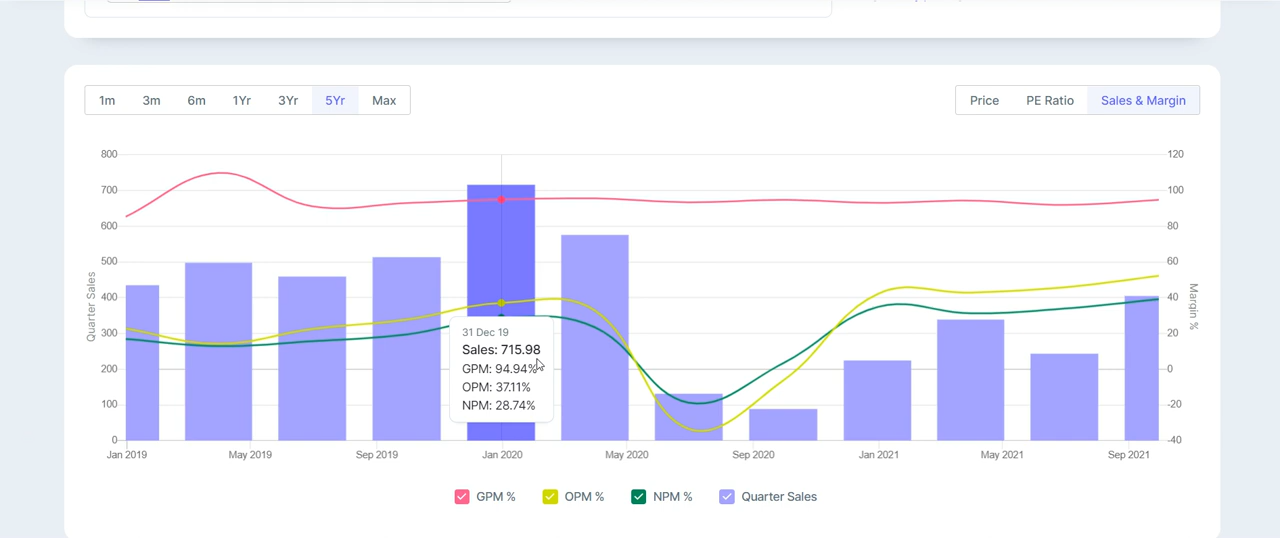 1m 3m 6m 1Yr 3Yr 5Yr Max
Price PE Ratio Sales & Margin
800
700
600
500
400
300
200
100
0
Quarter Sales
120
100
80
60
40
20
0
-20
-40
Margin %
31 Dec 19
Sales: 715.98
GPM: 94.94%
OPM: 37.11%
NPM: 28.74%
Jan 2019 May 2019 Sep 2019 Jan 2020 May 2020 Sep 2020 Jan 2021 May 2021 Sep 2021
GPM % OPM % NPM % Quarter Sales